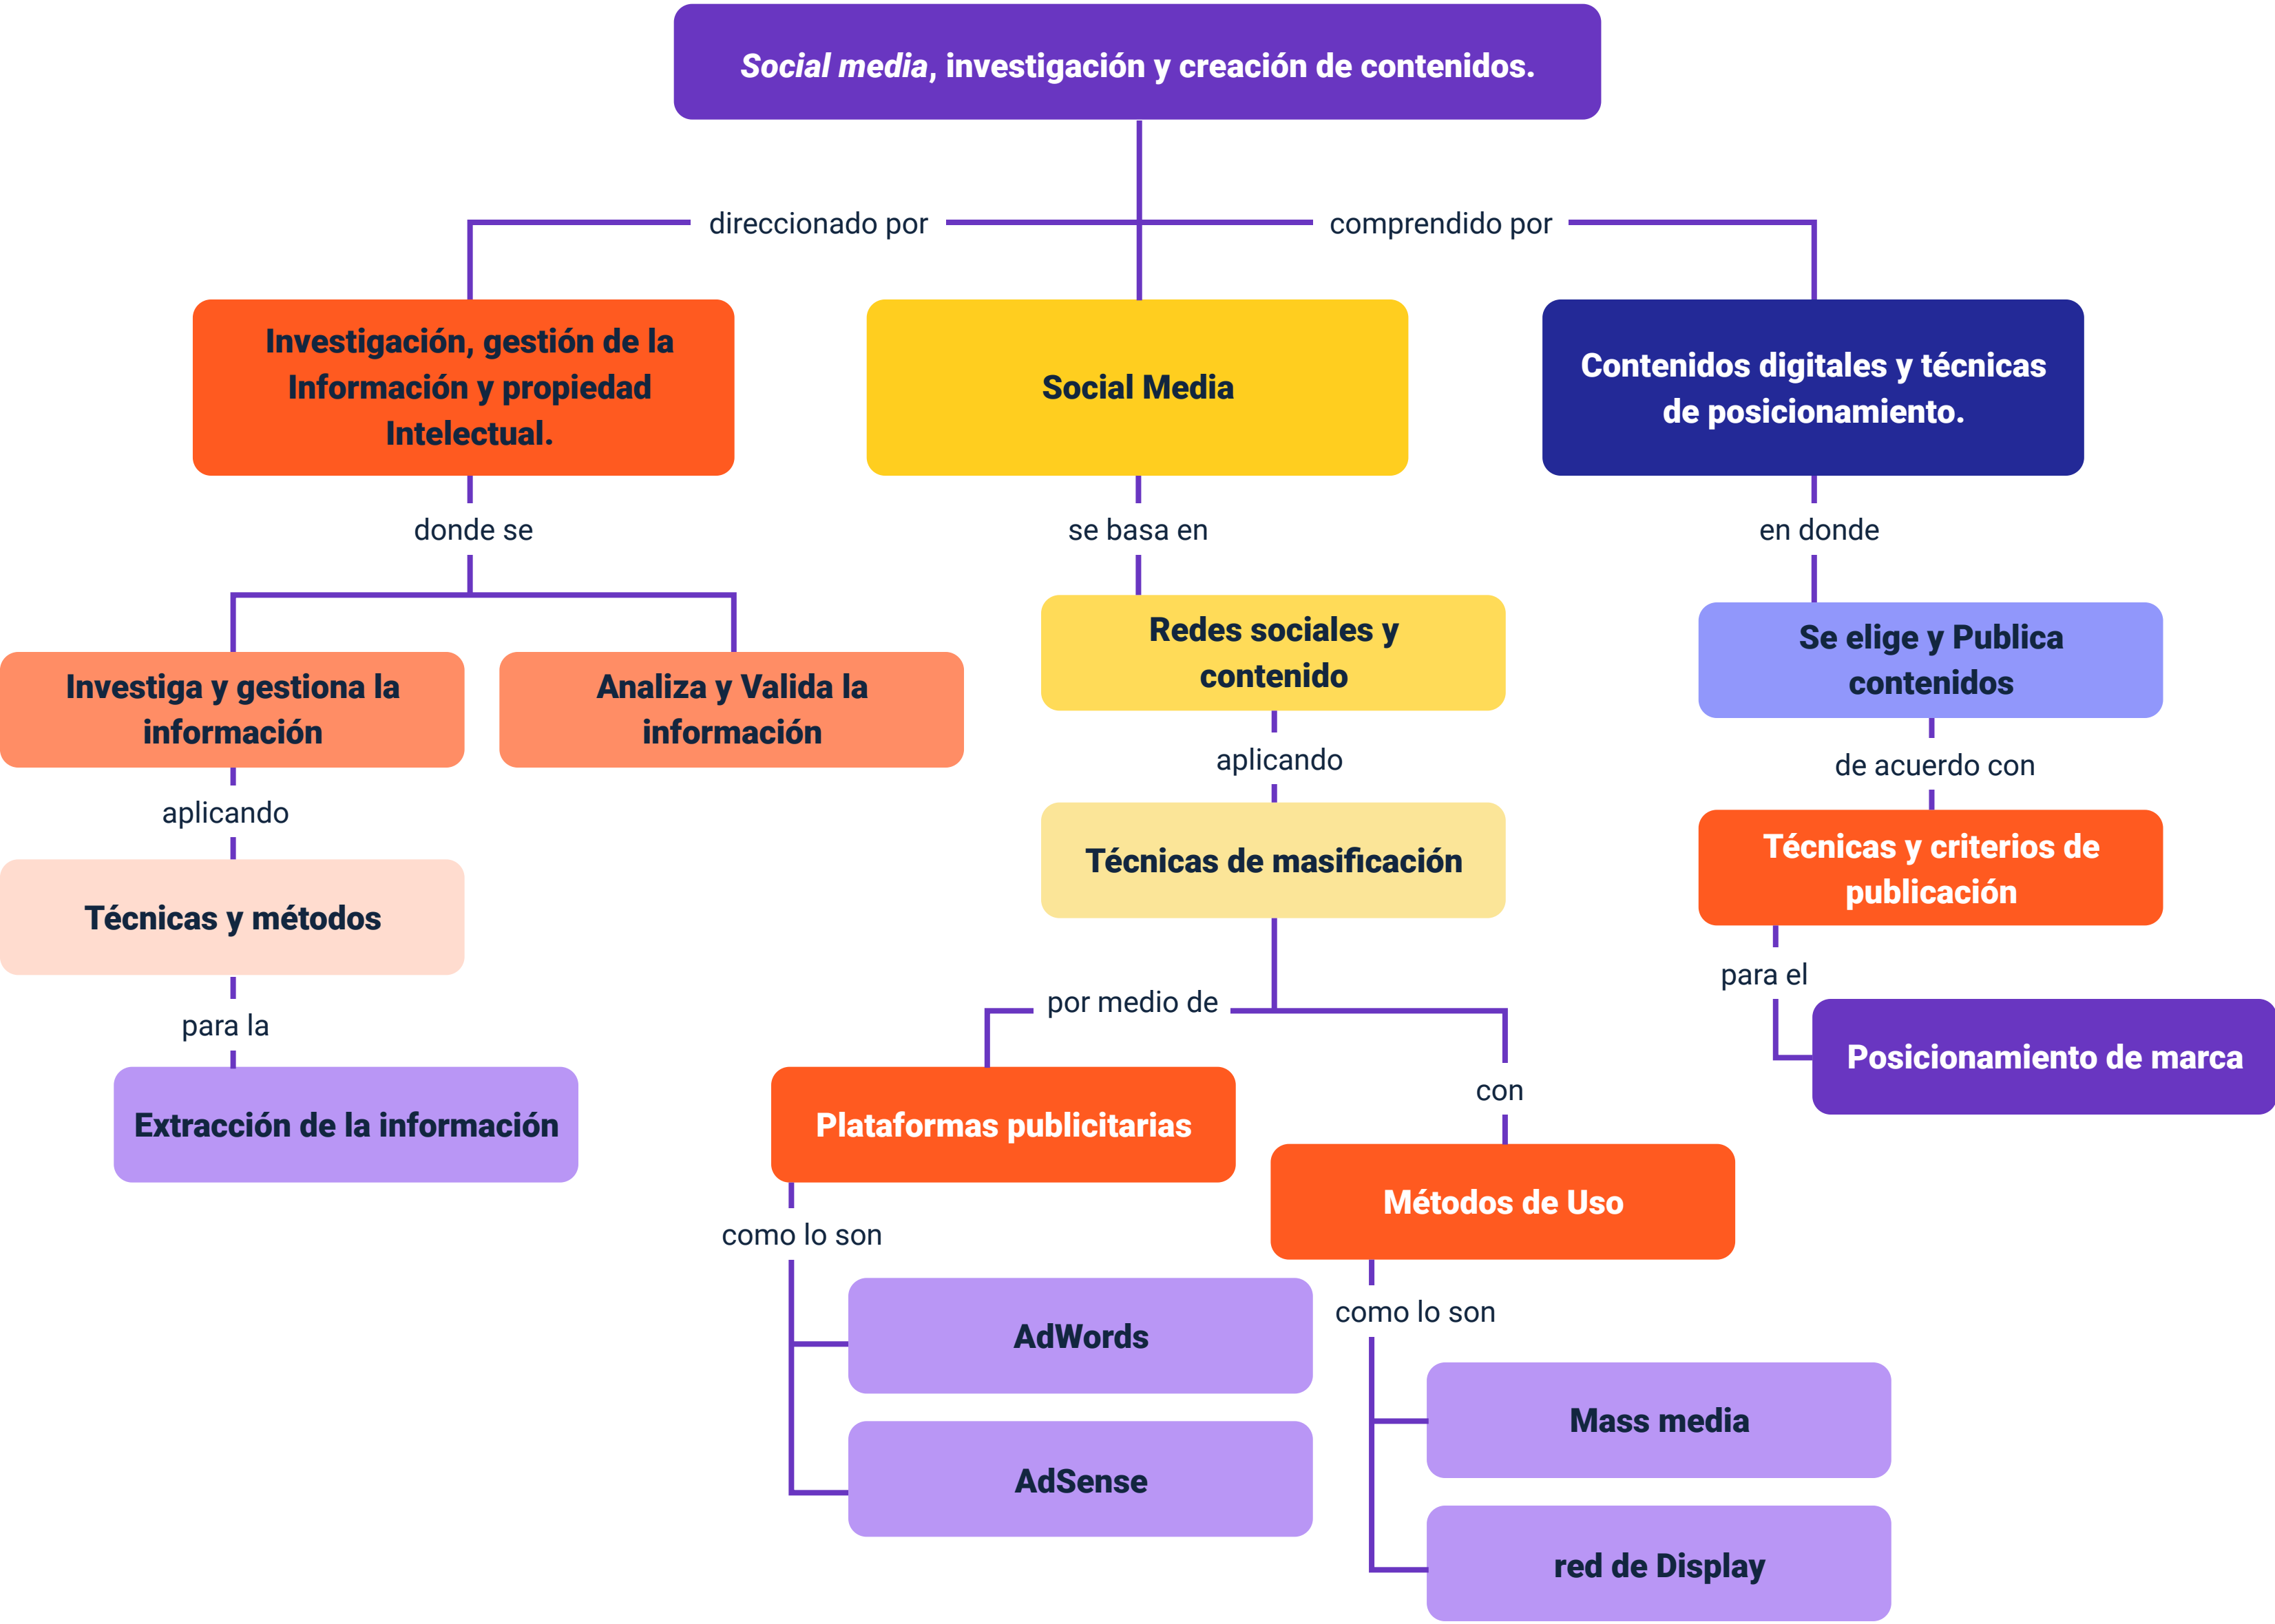 Social media, investigación y creación de contenidos.
direccionado por
comprendido por
Investigación, gestión de la
Información y propiedad
Intelectual.
Social Media
Contenidos digitales y técnicas
de posicionamiento.
donde se
se basa en
en donde
Investiga y gestiona la
información
Analiza y Valida la
información
Redes sociales y
contenido
Se elige y Publica
contenidos
aplicando
aplicando
de acuerdo con
Técnicas y métodos
Técnicas de masificación
Técnicas y criterios de
publicación
para la
por medio de
para el
Extracción de la información
Plataformas publicitarias
con
Posicionamiento de marca
Métodos de Uso
como lo son
como lo son
AdWords
AdSense
Mass media
red de Display